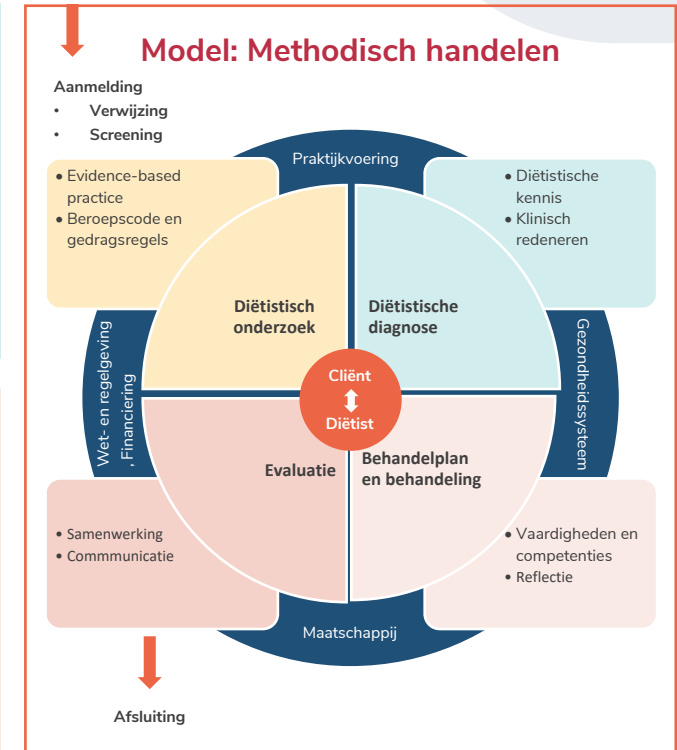 Model: Methodisch handelen
Aanmelding
• Verwijzing
• Screening
Praktijkvoering
• Evidence-based
practice
• Beroepscode en
gedragsregels
• Diëtistische
kennis
• Klinisch
redeneren
Diëtistisch
onderzoek
Diëtistische
diagnose
Wet- en regelgeving
, Financiering
Gezondheidssysteem
Cliënt
Diëtist
Evaluatie
Behandelplan
en behandeling
• Samenwerking
• Commmunicatie
• Vaardigheden en
competenties
• Reflectie
Maatschappij
Afsluiting